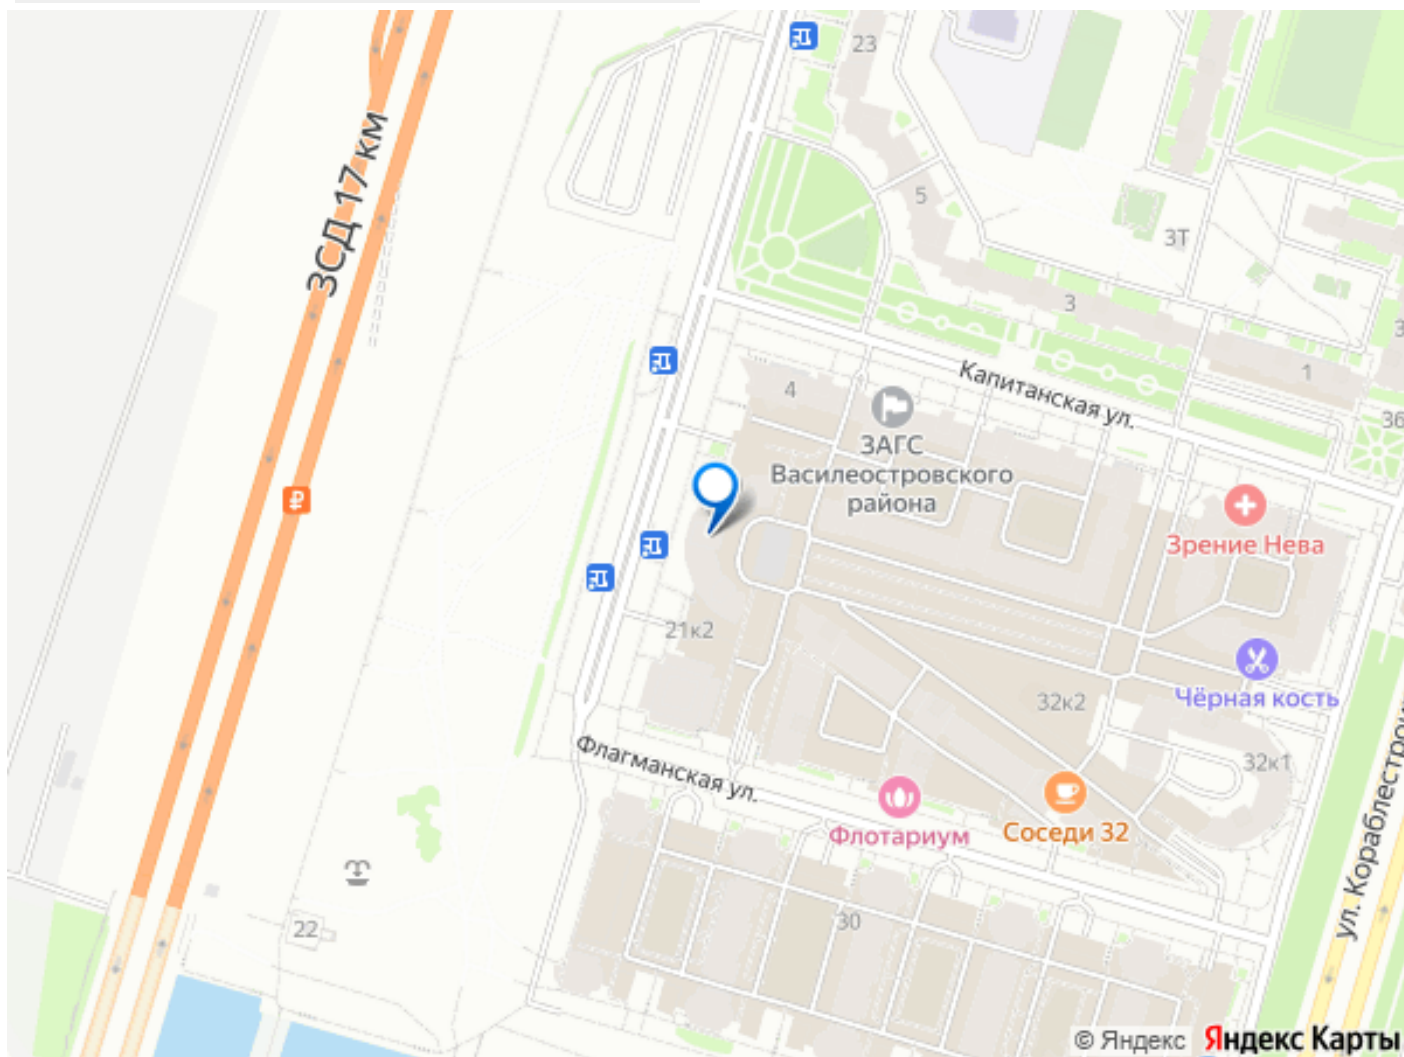 23
ЗСД 17 км
5
3Т
3
1
Капитанская ул.
4
36
ЗАГС
Василеостровского
района
Зрение Нева
21к2
32к2
Чёрная кость
32к1
Флагманская ул.
Флотариум
Соседи 32
ул. Кораблестрои
30
22
© Яндекс Яндекс Карты